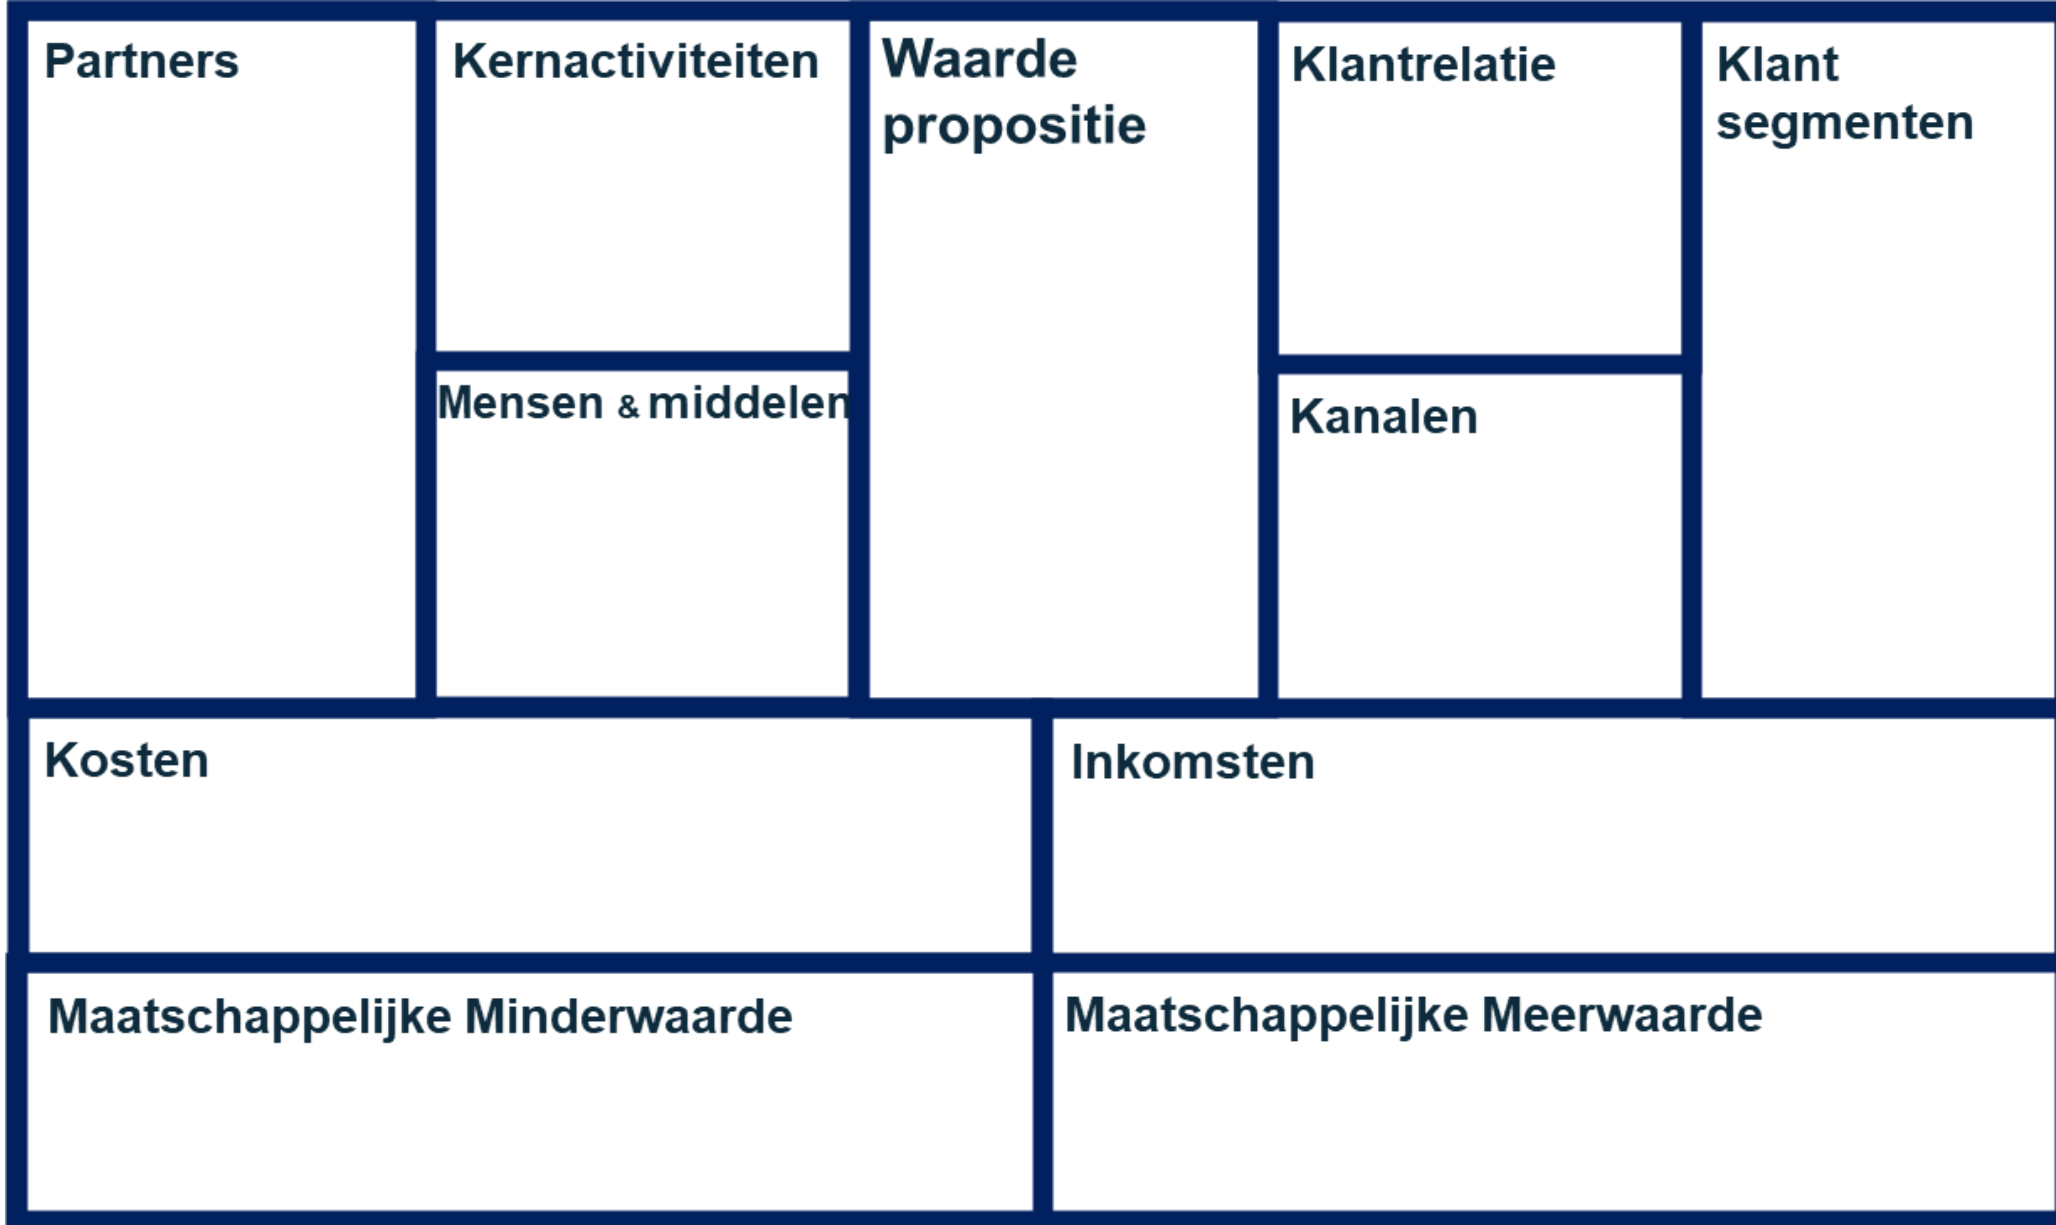 Partners
Kernactiviteiten
Waarde
propositie
Klantrelatie
Klant
segmenten
Mensen & middelen
Kanalen
Kosten
Inkomsten
Maatschappelijke Minderwaarde
Maatschappelijke Meerwaarde